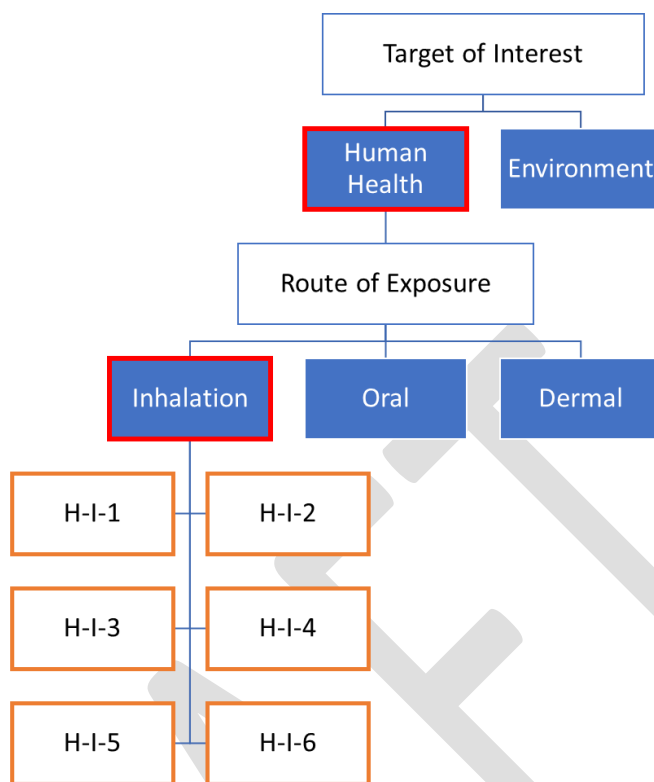 Target of Interest
Human
Health
Environment
Route of Exposure
Inhalation
Oral
Dermal
H-I-1
H-I-2
H-I-3
H-I-4
H-I-5
H-I-6